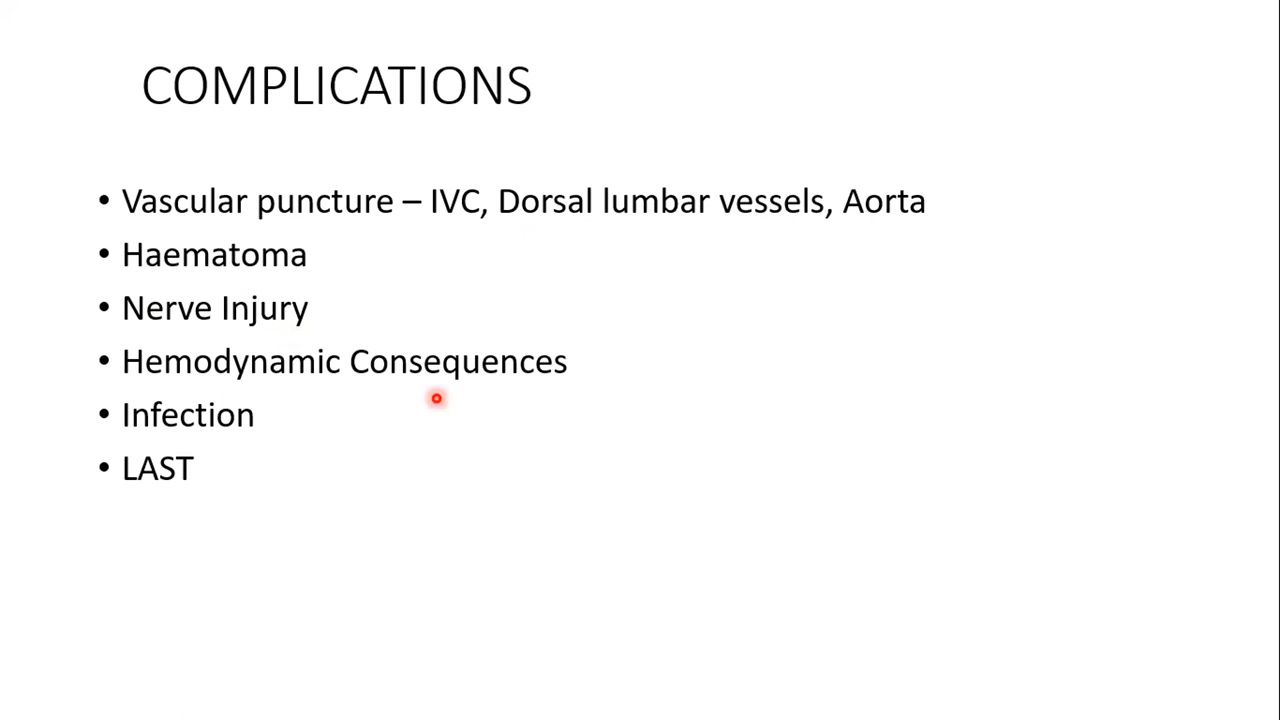 COMPLICATIONS
• Vascular puncture – IVC, Dorsal lumbar vessels, Aorta
• Haematoma
• Nerve Injury
• Hemodynamic Consequences
• Infection
• LAST